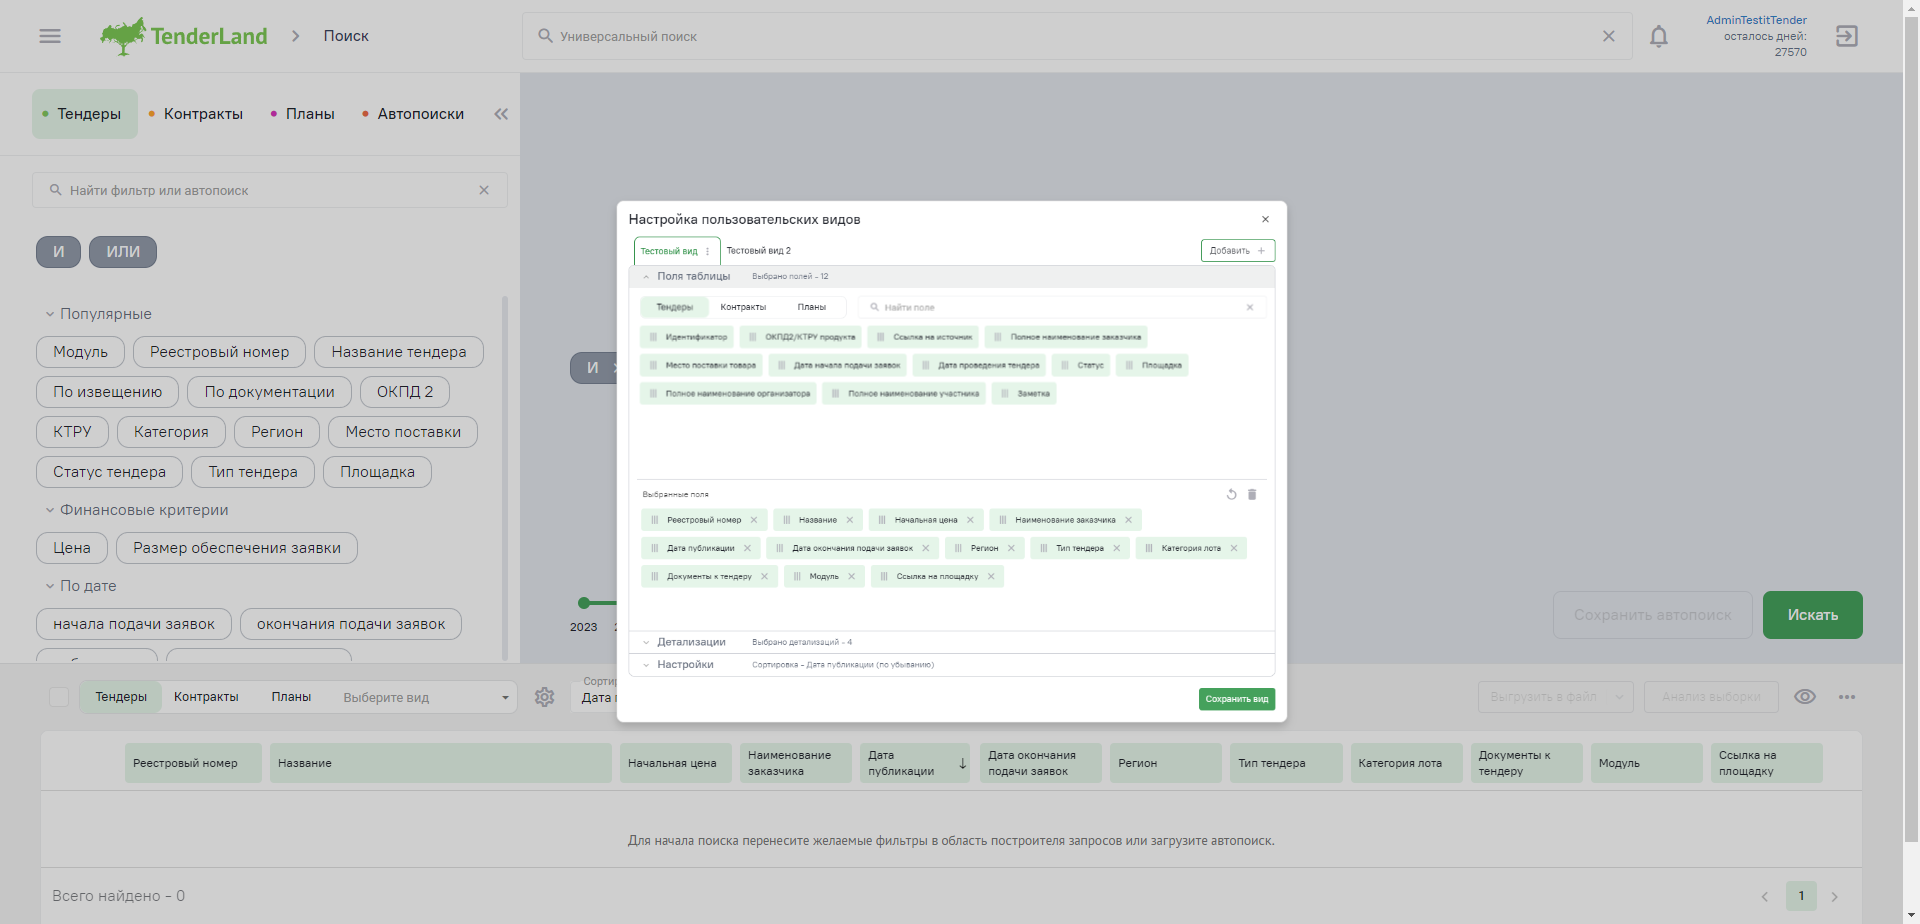 TenderLand
Поиск
Универсальный поиск
AdminTestitTender
осталось дней:
27570
Тендеры
Контракты
Планы
Автопоиски
Найти фильтр или автопоиск
И
ИЛИ
Популярные
Модуль
Реестровый номер
Название тендера
По извещению
По документации
ОКПД 2
КТРУ
Категория
Регион
Место поставки
Статус тендера
Тип тендера
Площадка
Финансовые критерии
Цена
Размер обеспечения заявки
По дате
начала подачи заявок
окончания подачи заявок
И
2023
Сохранить автопоиск
Искать
Настройка пользовательских видов
Тестовый вид
Тестовый вид 2
Добавить
Поля таблицы
Выбрано полей - 12
Тендеры
Контракты
Планы
Найти поле
Идентификатор
ОКПД2/КТРУ продукта
Ссылка на источник
Полное наименование заказчика
Место поставки товара
Дата начала подачи заявок
Дата проведения тендера
Статус
Площадка
Полное наименование организатора
Полное наименование участника
Заметка
Выбранные поля
Реестровый номер
Название
Начальная цена
Наименование заказчика
Дата публикации
Дата окончания подачи заявок
Регион
Тип тендера
Категория лота
Документы к тендеру
Модуль
Ссылка на площадку
Детализации
Выбрано детализаций - 4
Настройки
Сортировка - Дата публикации (по убыванию)
Сохранить вид
Тендеры
Контракты
Планы
Выберите вид
Дата
Выгрузить в файл
Анализ выборки
Реестровый номер
Название
Начальная цена
Наименование
заказчика
Дата
публикации
Дата окончания
подачи заявок
Регион
Тип тендера
Категория лота
Документы к
тендеру
Модуль
Ссылка на
площадку
Для начала поиска перенесите желаемые фильтры в область построителя запросов или загрузите автопоиск.
Всего найдено - 0
1